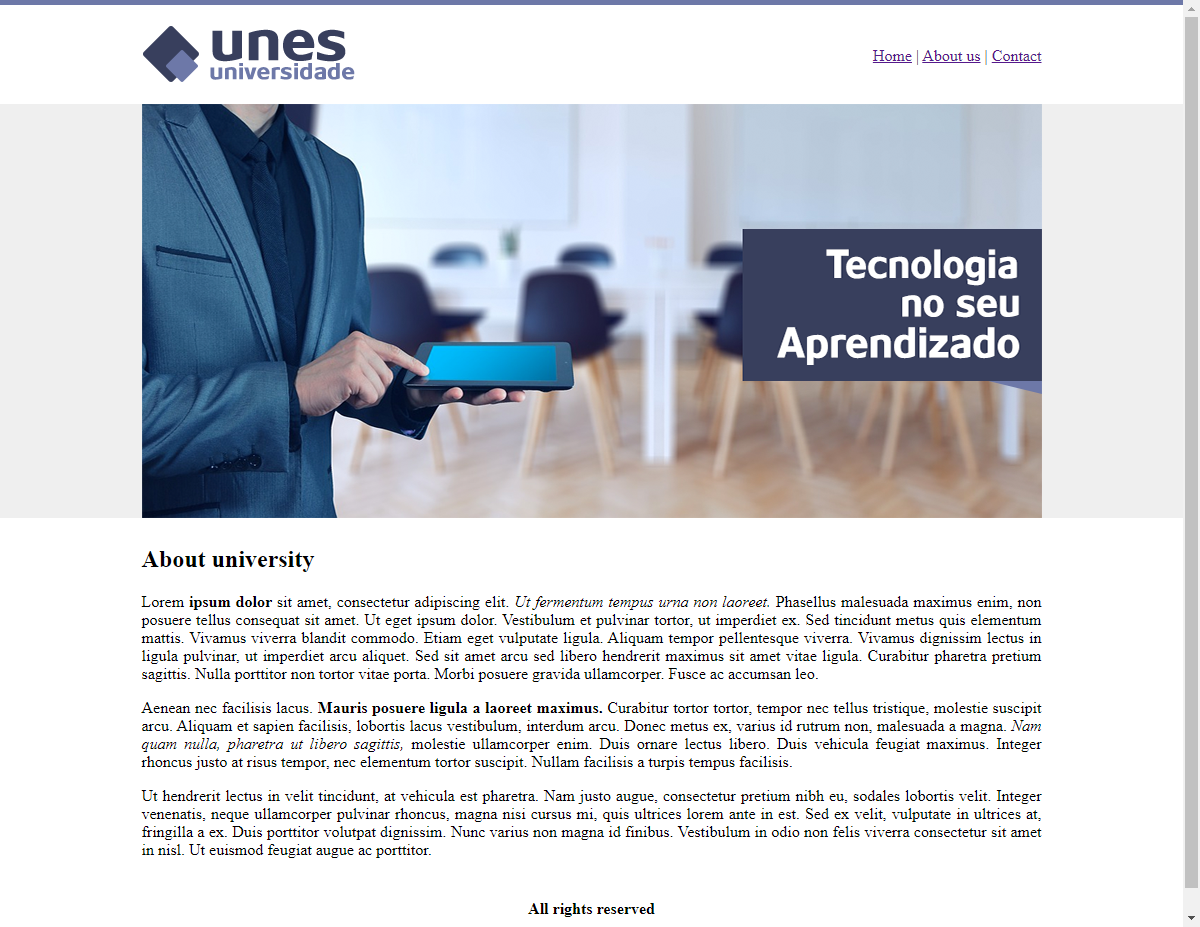 unes
universidade
Home | About us | Contact
Tecnologia
no seu
Aprendizado
About university
Lorem ipsum dolor sit amet, consectetur adipiscing elit. Ut fermentum tempus urna non laoreet. Phasellus malesuada maximus enim, non
posuere tellus consequat sit amet. Ut eget ipsum dolor. Vestibulum et pulvinar tortor, ut imperdiet ex. Sed tincidunt metus quis elementum
mattis. Vivamus viverra blandit commodo. Etiam eget vulputate ligula. Aliquam tempor pellentesque viverra. Vivamus dignissim lectus in
ligula pulvinar, ut imperdiet arcu aliquet. Sed sit amet arcu sed libero hendrerit maximus sit amet vitae ligula. Curabitur pharetra pretium
sagittis. Nulla porttitor non tortor vitae porta. Morbi posuere gravida ullamcorper. Fusce ac accumsan leo.
Aenean nec facilisis lacus. Mauris posuere ligula a laoreet maximus. Curabitur tortor tortor, tempor nec tellus tristique, molestie suscipit
arcu. Aliquam et sapien facilisis, lobortis lacus vestibulum, interdum arcu. Donec metus ex, varius id rutrum non, malesuada a magna. Nam
quam nulla, pharetra ut libero sagittis, molestie ullamcorper enim. Duis ornare lectus libero. Duis vehicula feugiat maximus. Integer
rhoncus justo at risus tempor, nec elementum tortor suscipit. Nullam facilisis a turpis tempus facilisis.
Ut hendrerit lectus in velit tincidunt, at vehicula est pharetra. Nam justo augue, consectetur pretium nibh eu, sodales lobortis velit. Integer
venenatis, neque ullamcorper pulvinar rhoncus, magna nisi cursus mi, quis ultrices lorem ante in est. Sed ex velit, vulputate in ultrices at,
fringilla a ex. Duis porttitor volutpat dignissim. Nunc varius non magna id finibus. Vestibulum in odio non felis viverra consectetur sit amet
in nisl. Ut euismod feugiat augue ac porttitor.
All rights reserved